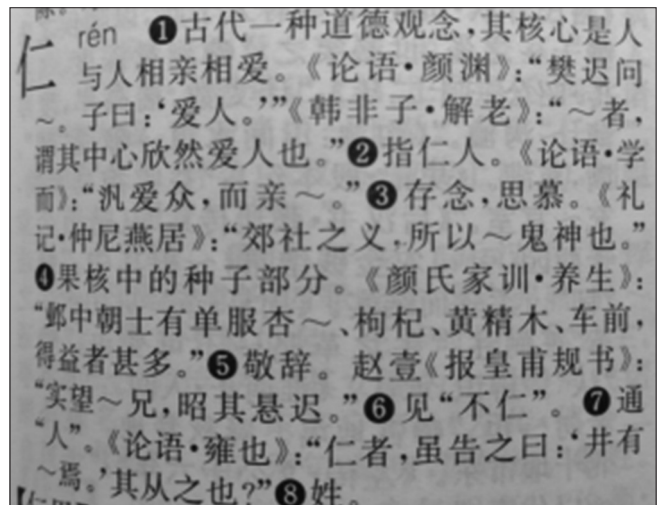 仁 rén ❶古代一种道德观念,其核心是人
与人相亲相爱。《论语·颜渊》:“樊迟问
～。子曰:‘爱人。’”《韩非子·解老》:“～者,
谓其中心欣然爱人也。”❷指仁人。《论语·学
而》:“汎爱众,而亲～。”❸存念,思慕。《礼
记·仲尼燕居》:“郊社之义,所以～鬼神也。”
❹果核中的种子部分。《颜氏家训·养生》:
“邺中朝士有单服杏～、枸杞、黄精木、车前,
得益者甚多。”❺敬辞。赵壹《报皇甫规书》:
“实望～兄,昭其悬迟。”❻见“不仁”。❼通
“人”。《论语·雍也》:“仁者,虽告之曰:‘井有
～焉。’其从之也?”❽姓。